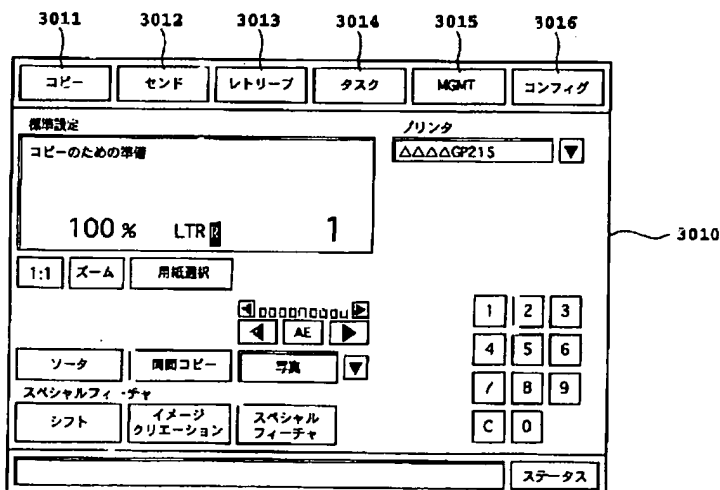 3011 3012 3013 3014 3015 3016
コピー センド レトリーブ タスク MGMT コンフィグ
標準設定 プリンタ
コピーのための準備 △△△△GP215 ▼
100 % LTR R 1
3010
1:1 ズーム 用紙選択
1 2 3
◀ AE ▶
4 5 6
ソータ 両面コピー 写真 ▼
7 8 9
スペシャルフィーチャ
シフト イメージクリエーション スペシャルフィーチャ
C 0
ステータス